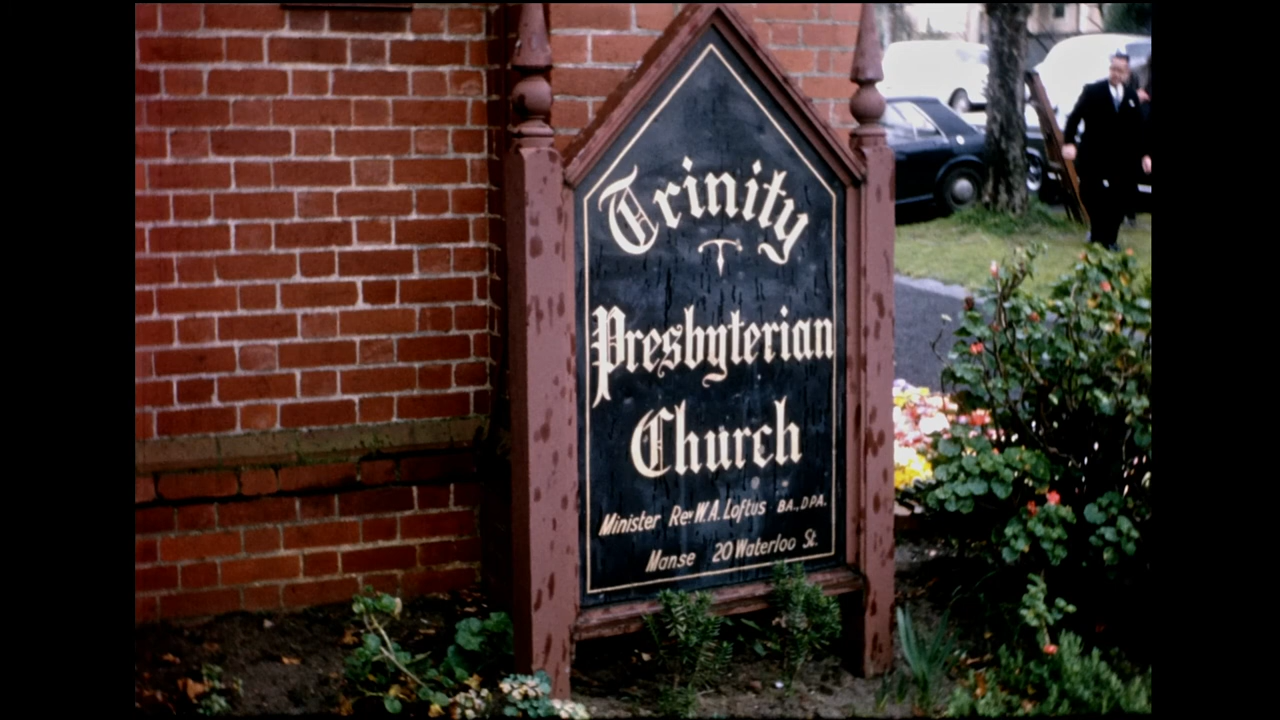 Trinity
Presbyterian
Church
Minister Rev W.A. Loftus BA., DPA.
Manse 20 Waterloo St.